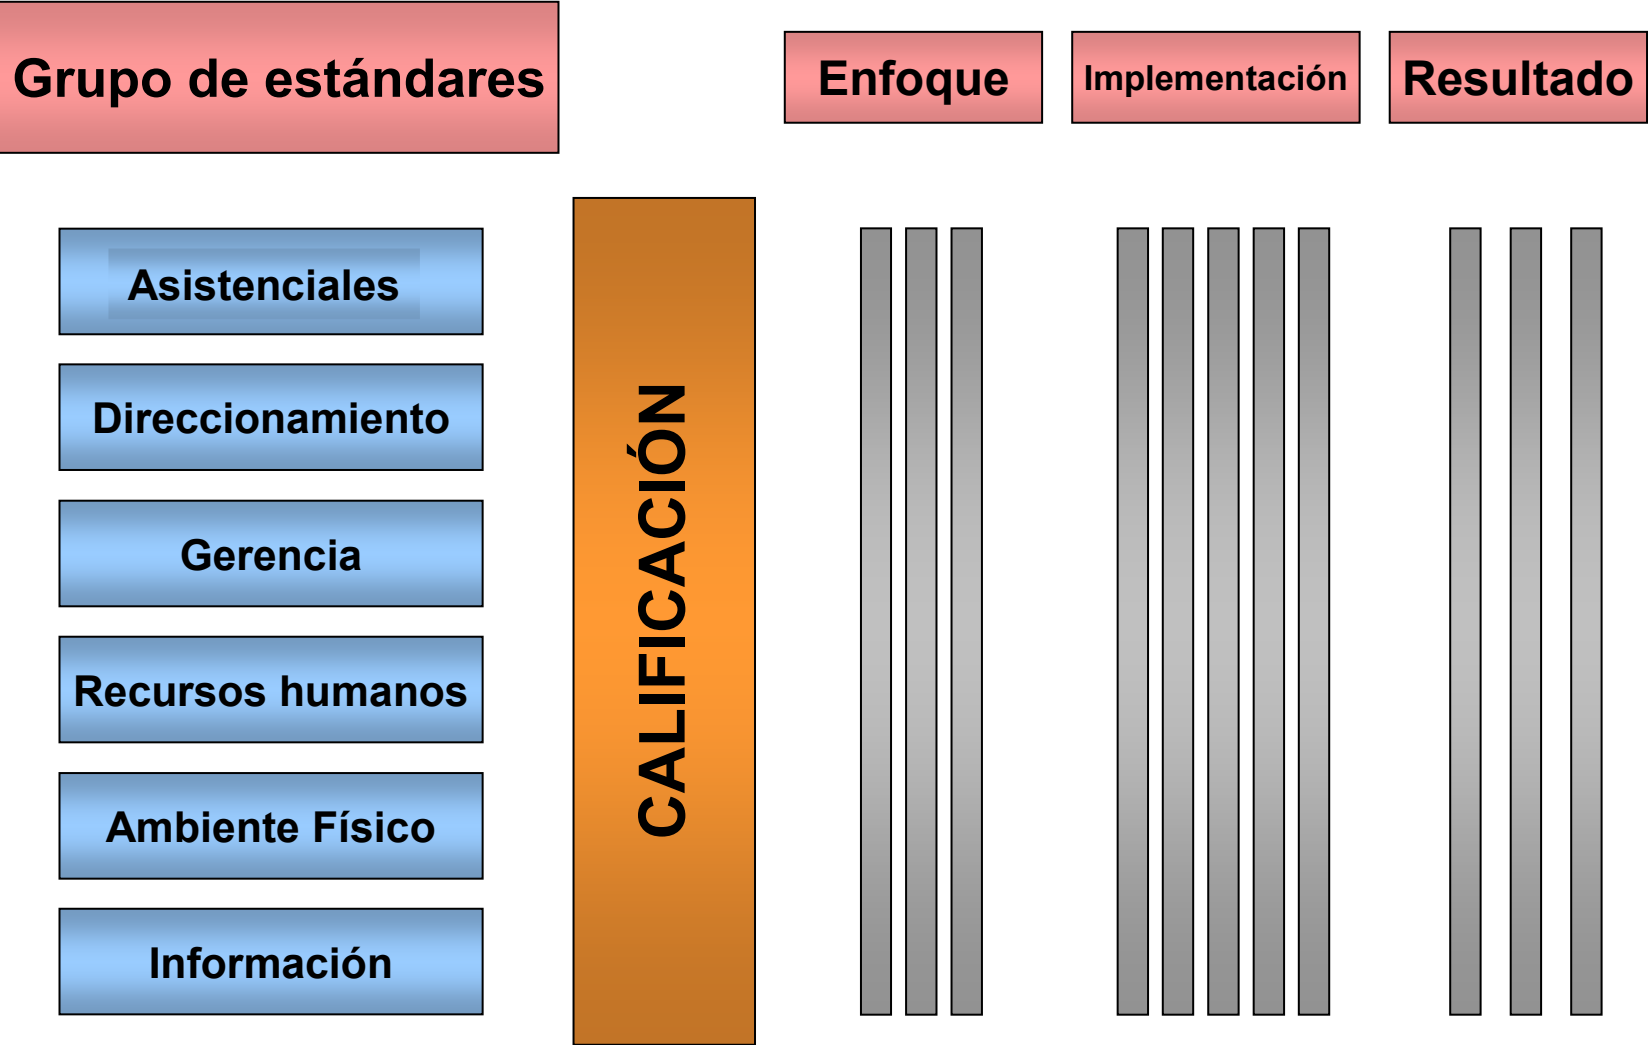 Grupo de estándares
Enfoque
Implementación
Resultado
Asistenciales
Direccionamiento
Gerencia
Recursos humanos
Ambiente Físico
Información
CALIFICACIÓN